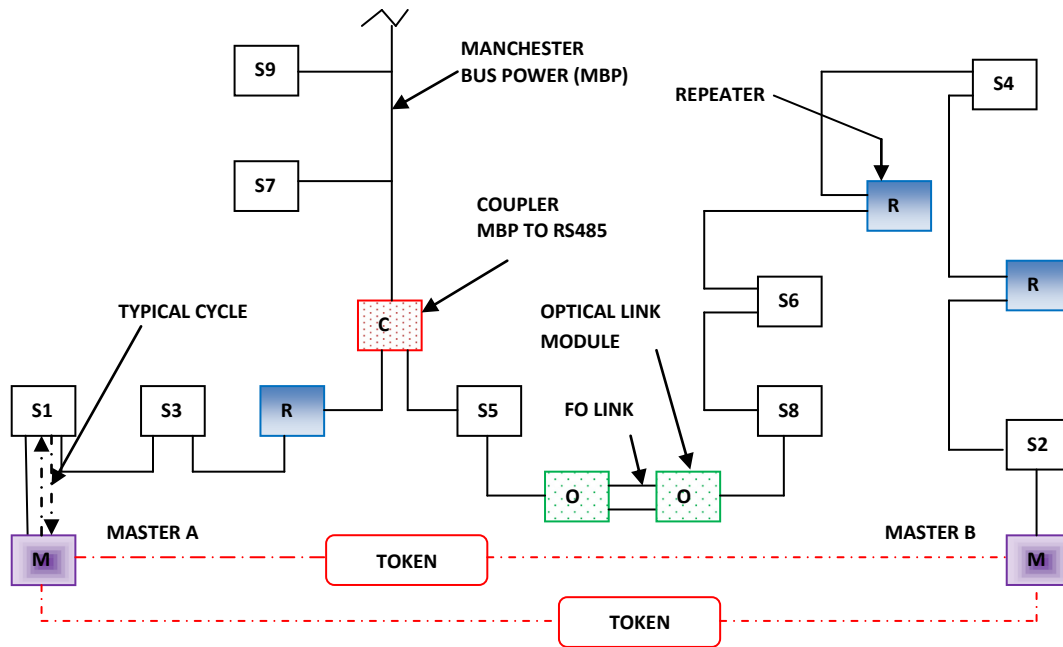 S9
MANCHESTER
BUS POWER (MBP)
S4
REPEATER
S7
R
COUPLER
MBP TO RS485
R
TYPICAL CYCLE
C
OPTICAL LINK
MODULE
S6
S1
S3
R
S5
FO LINK
S8
S2
O
O
MASTER A
MASTER B
M
TOKEN
M
TOKEN